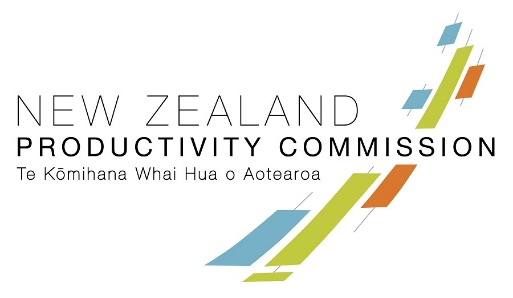 NEW ZEALAND
PRODUCTIVITY COMMISSION
Te Kōmihana Whai Hua o Aotearoa